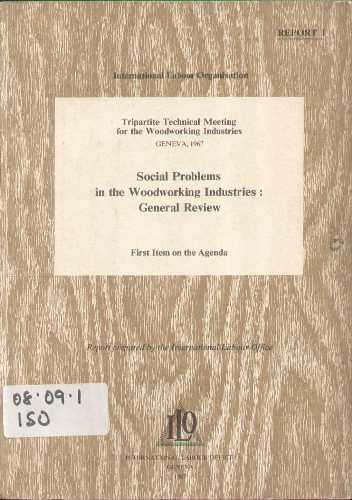 REPORT I
International Labour Organisation
Tripartite Technical Meeting
for the Woodworking Industries
GENEVA, 1967
Social Problems
in the Woodworking Industries :
General Review
First Item on the Agenda
Report prepared by the International Labour Office
08·09·1
ISO
ILO
INTERNATIONAL LABOUR OFFICE
GENEVA
1967